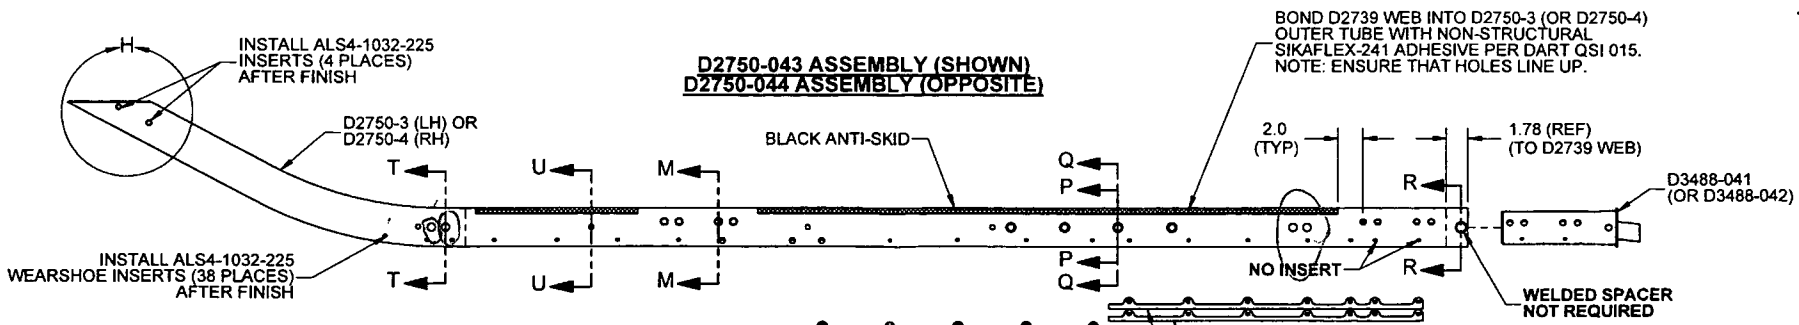 H
INSTALL ALS4-1032-225
INSERTS (4 PLACES)
AFTER FINISH
D2750-043 ASSEMBLY (SHOWN)
D2750-044 ASSEMBLY (OPPOSITE)
BOND D2739 WEB INTO D2750-3 (OR D2750-4)
OUTER TUBE WITH NON-STRUCTURAL
SIKAFLEX-241 ADHESIVE PER DART QSI 015.
NOTE: ENSURE THAT HOLES LINE UP.
D2750-3 (LH) OR
D2750-4 (RH)
BLACK ANTI-SKID
2.0
(TYP)
1.78 (REF)
(TO D2739 WEB)
D3488-041
(OR D3488-042)
T
U
M
Q
P
R
INSTALL ALS4-1032-225
WEARSHOE INSERTS (38 PLACES)
AFTER FINISH
T
U
M
P
Q
R
NO INSERT
WELDED SPACER
NOT REQUIRED